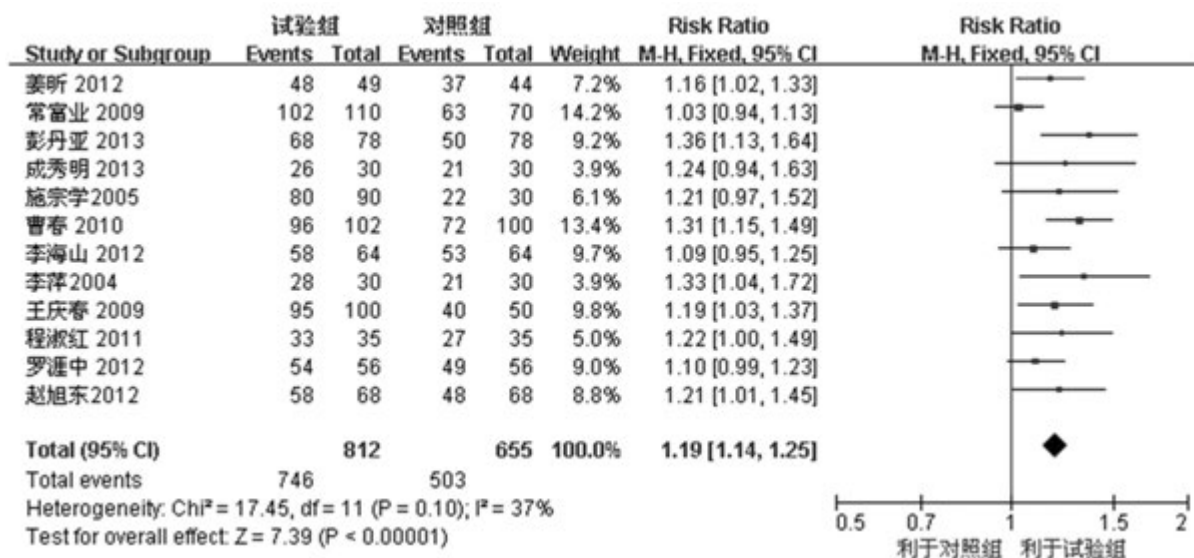 试验组 对照组 Risk Ratio Risk Ratio
Study or Subgroup Events Total Events Total Weight M-H, Fixed, 95% CI M-H, Fixed, 95% CI
姜昕 2012 48 49 37 44 7.2% 1.16 [1.02, 1.33]
常富业 2009 102 110 63 70 14.2% 1.03 [0.94, 1.13]
彭丹亚 2013 68 78 50 78 9.2% 1.36 [1.13, 1.64]
成秀明 2013 26 30 21 30 3.9% 1.24 [0.94, 1.63]
施宗学2005 80 90 22 30 6.1% 1.21 [0.97, 1.52]
曹春 2010 96 102 72 100 13.4% 1.31 [1.15, 1.49]
李海山 2012 58 64 53 64 9.7% 1.09 [0.95, 1.25]
李萍2004 28 30 21 30 3.9% 1.33 [1.04, 1.72]
王庆春 2009 95 100 40 50 9.8% 1.19 [1.03, 1.37]
程淑红 2011 33 35 27 35 5.0% 1.22 [1.00, 1.49]
罗涯中 2012 54 56 49 56 9.0% 1.10 [0.99, 1.23]
赵旭东2012 58 68 48 68 8.8% 1.21 [1.01, 1.45]
Total (95% CI) 812 655 100.0% 1.19 [1.14, 1.25]
Total events 746 503
Heterogeneity: Chi² = 17.45, df = 11 (P = 0.10); I² = 37%
Test for overall effect: Z = 7.39 (P < 0.00001)
0.5 0.7 1 1.5 2
利于对照组 利于试验组